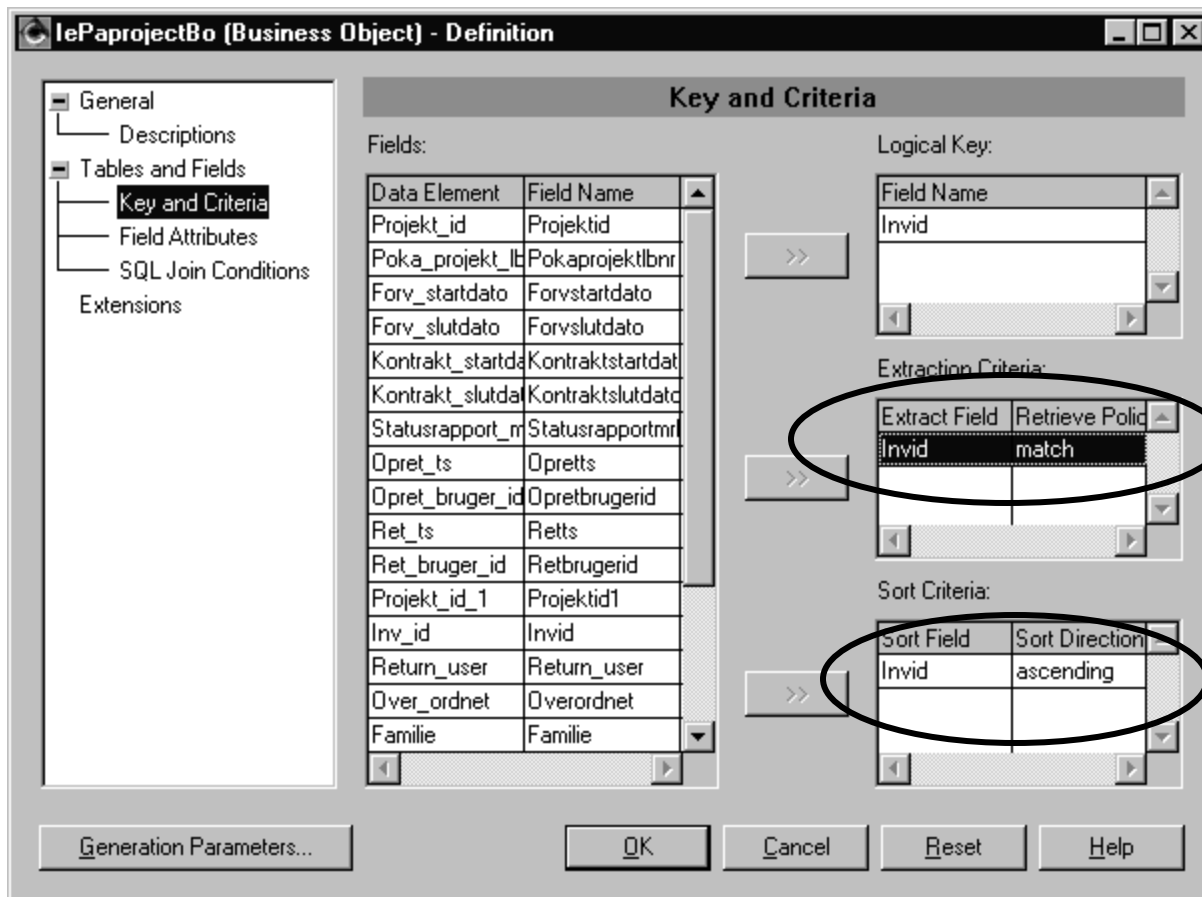 IePaprojectBo (Business Object) - Definition
General
Descriptions
Tables and Fields
Key and Criteria
Field Attributes
SQL Join Conditions
Extensions
Key and Criteria
Fields:
Data Element Field Name
Projekt_id Projektid
Poka_projekt_lb Pokaprojektlbnr
Forv_startdato Forvstartdato
Forv_slutdato Forvslutdato
Kontrakt_startda Kontraktstartdat
Kontrakt_slutdat Kontraktslutdato
Statusrapport_m Statusrapportmrl
Opret_ts Opretts
Opret_bruger_id Opretbrugerid
Ret_ts Retts
Ret_bruger_id Retbrugerid
Projekt_id_1 Projektid1
Inv_id Invid
Return_user Return_user
Over_ordnet Overordnet
Familie Familie
>>
>>
>>
Logical Key:
Field Name
Invid
Extraction Criteria:
Extract Field Retrieve Polic
Invid match
Sort Criteria:
Sort Field Sort Direction
Invid ascending
Generation Parameters...
OK
Cancel
Reset
Help